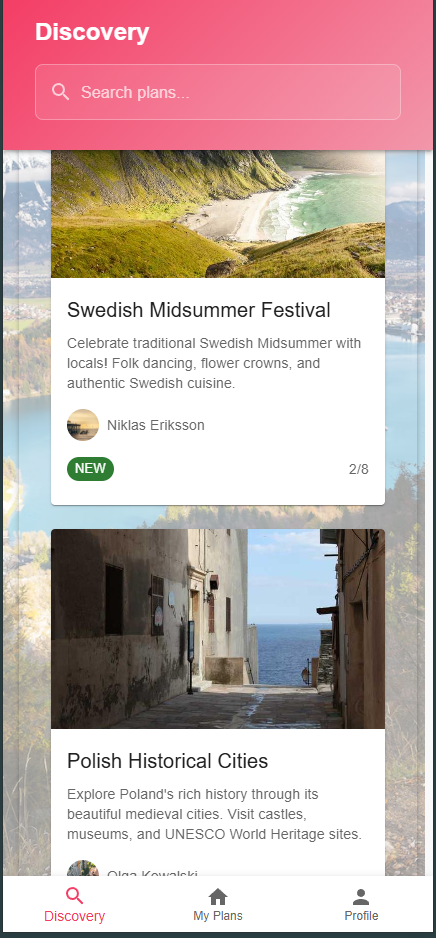 Discovery
Search plans...
Swedish Midsummer Festival
Celebrate traditional Swedish Midsummer with
locals! Folk dancing, flower crowns, and
authentic Swedish cuisine.
Niklas Eriksson
NEW
2/8
Polish Historical Cities
Explore Poland's rich history through its
beautiful medieval cities. Visit castles,
museums, and UNESCO World Heritage sites.
Olga Kowalski
Discovery
My Plans
Profile